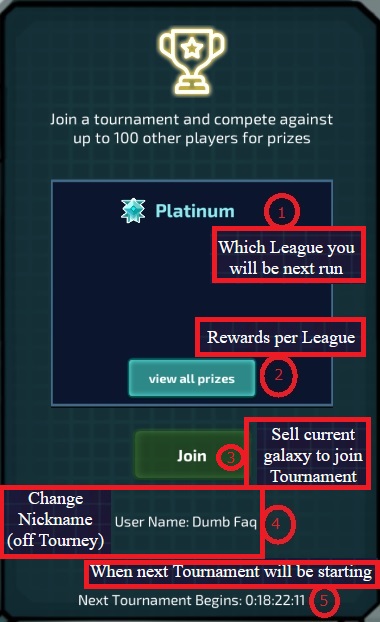 Join a tournament and compete against
up to 100 other players for prizes
Platinum 1
Which League you
will be next run
Rewards per League
view all prizes 2
Sell current
galaxy to join
Tournament
Join 3
Change
Nickname
(off Tourney)
User Name: Dumb Faq 4
When next Tournament will be starting
Next Tournament Begins: 0:18:22:11 5